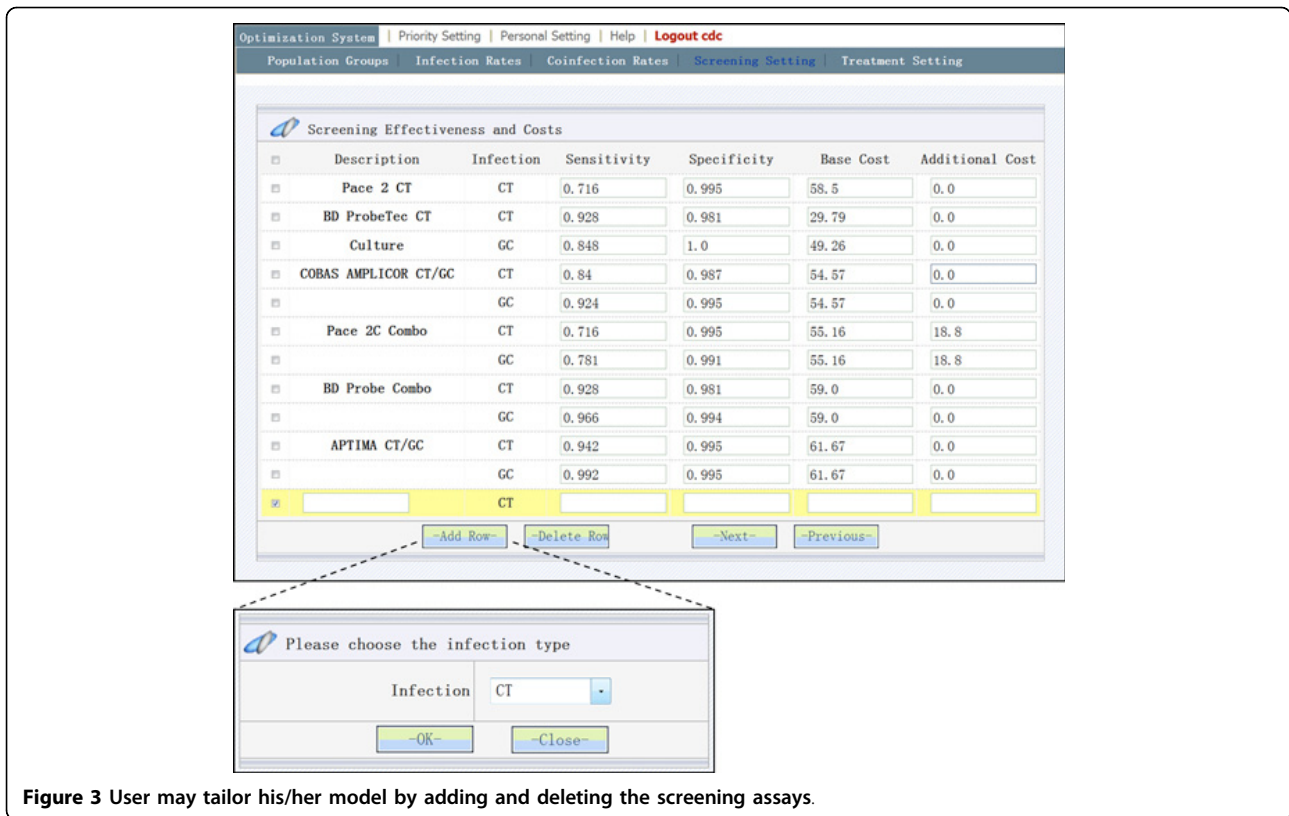 Optimization System | Priority Setting | Personal Setting | Help | Logout cdc
Population Groups | Infection Rates | Coinfection Rates | Screening Setting | Treatment Setting
Screening Effectiveness and Costs
Description Infection Sensitivity Specificity Base Cost Additional Cost
Pace 2 CT CT 0.716 0.995 58.5 0.0
BD ProbeTec CT CT 0.928 0.981 29.79 0.0
Culture GC 0.848 1.0 49.26 0.0
COBAS AMPLICOR CT/GC CT 0.84 0.987 54.57 0.0
GC 0.924 0.995 54.57 0.0
Pace 2C Combo CT 0.716 0.995 55.16 18.8
GC 0.781 0.991 55.16 18.8
BD Probe Combo CT 0.928 0.981 59.0 0.0
GC 0.966 0.994 59.0 0.0
APTIMA CT/GC CT 0.942 0.995 61.67 0.0
GC 0.992 0.995 61.67 0.0
CT
-Add Row- -Delete Row -Next- -Previous-
Please choose the infection type
Infection CT
-OK- -Close-
Figure 3 User may tailor his/her model by adding and deleting the screening assays.